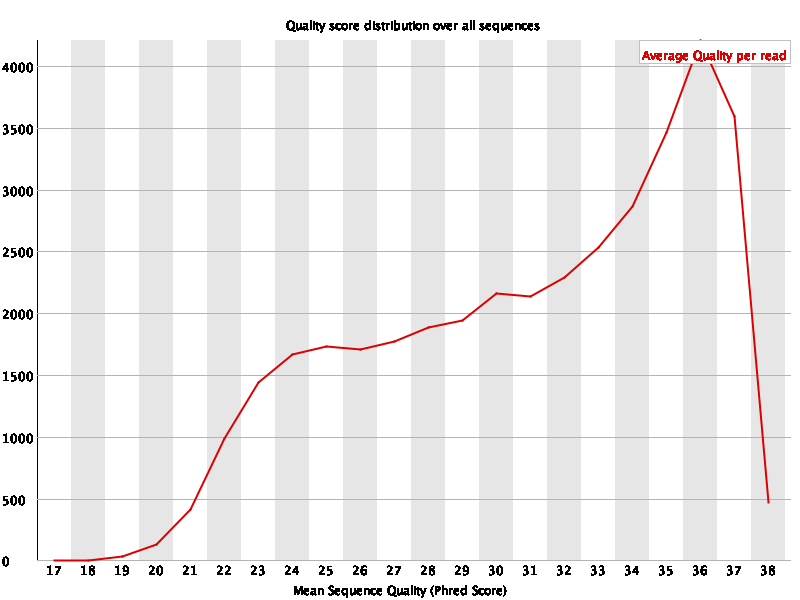 Quality score distribution over all sequences
Average Quality per read
4000
3500
3000
2500
2000
1500
1000
500
0
17 18 19 20 21 22 23 24 25 26 27 28 29 30 31 32 33 34 35 36 37 38
Mean Sequence Quality (Phred Score)